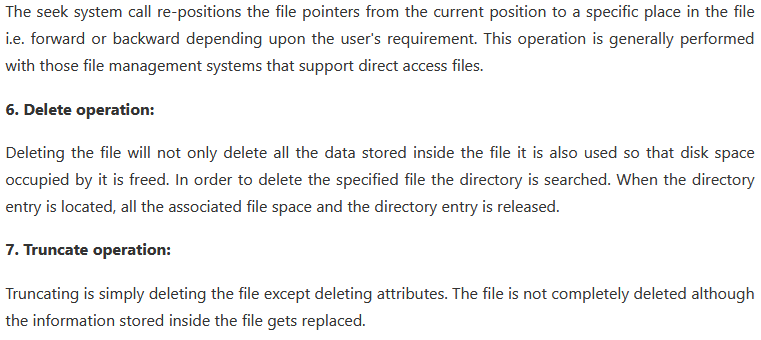 The seek system call re-positions the file pointers from the current position to a specific place in the file
i.e. forward or backward depending upon the user's requirement. This operation is generally performed
with those file management systems that support direct access files.
6. Delete operation:
Deleting the file will not only delete all the data stored inside the file it is also used so that disk space
occupied by it is freed. In order to delete the specified file the directory is searched. When the directory
entry is located, all the associated file space and the directory entry is released.
7. Truncate operation:
Truncating is simply deleting the file except deleting attributes. The file is not completely deleted although
the information stored inside the file gets replaced.